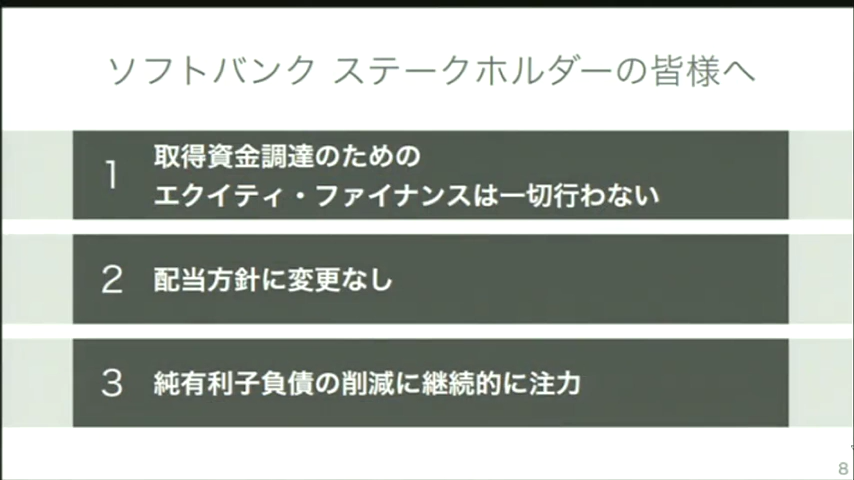 ソフトバンク ステークホルダーの皆様へ
1
取得資金調達のための
エクイティ・ファイナンスは一切行わない
2 配当方針に変更なし
3 純有利子負債の削減に継続的に注力
8